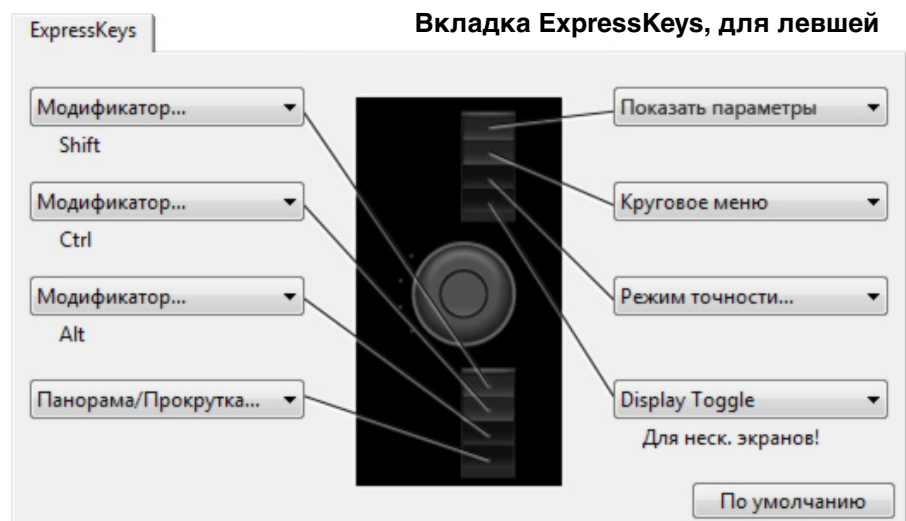 Вкладка ExpressKeys, для левшей
ExpressKeys
Модификатор...
Shift
Модификатор...
Ctrl
Модификатор...
Alt
Панорама/Прокрутка...
Показать параметры
Круговое меню
Режим точности...
Display Toggle
Для неск. экранов!
По умолчанию